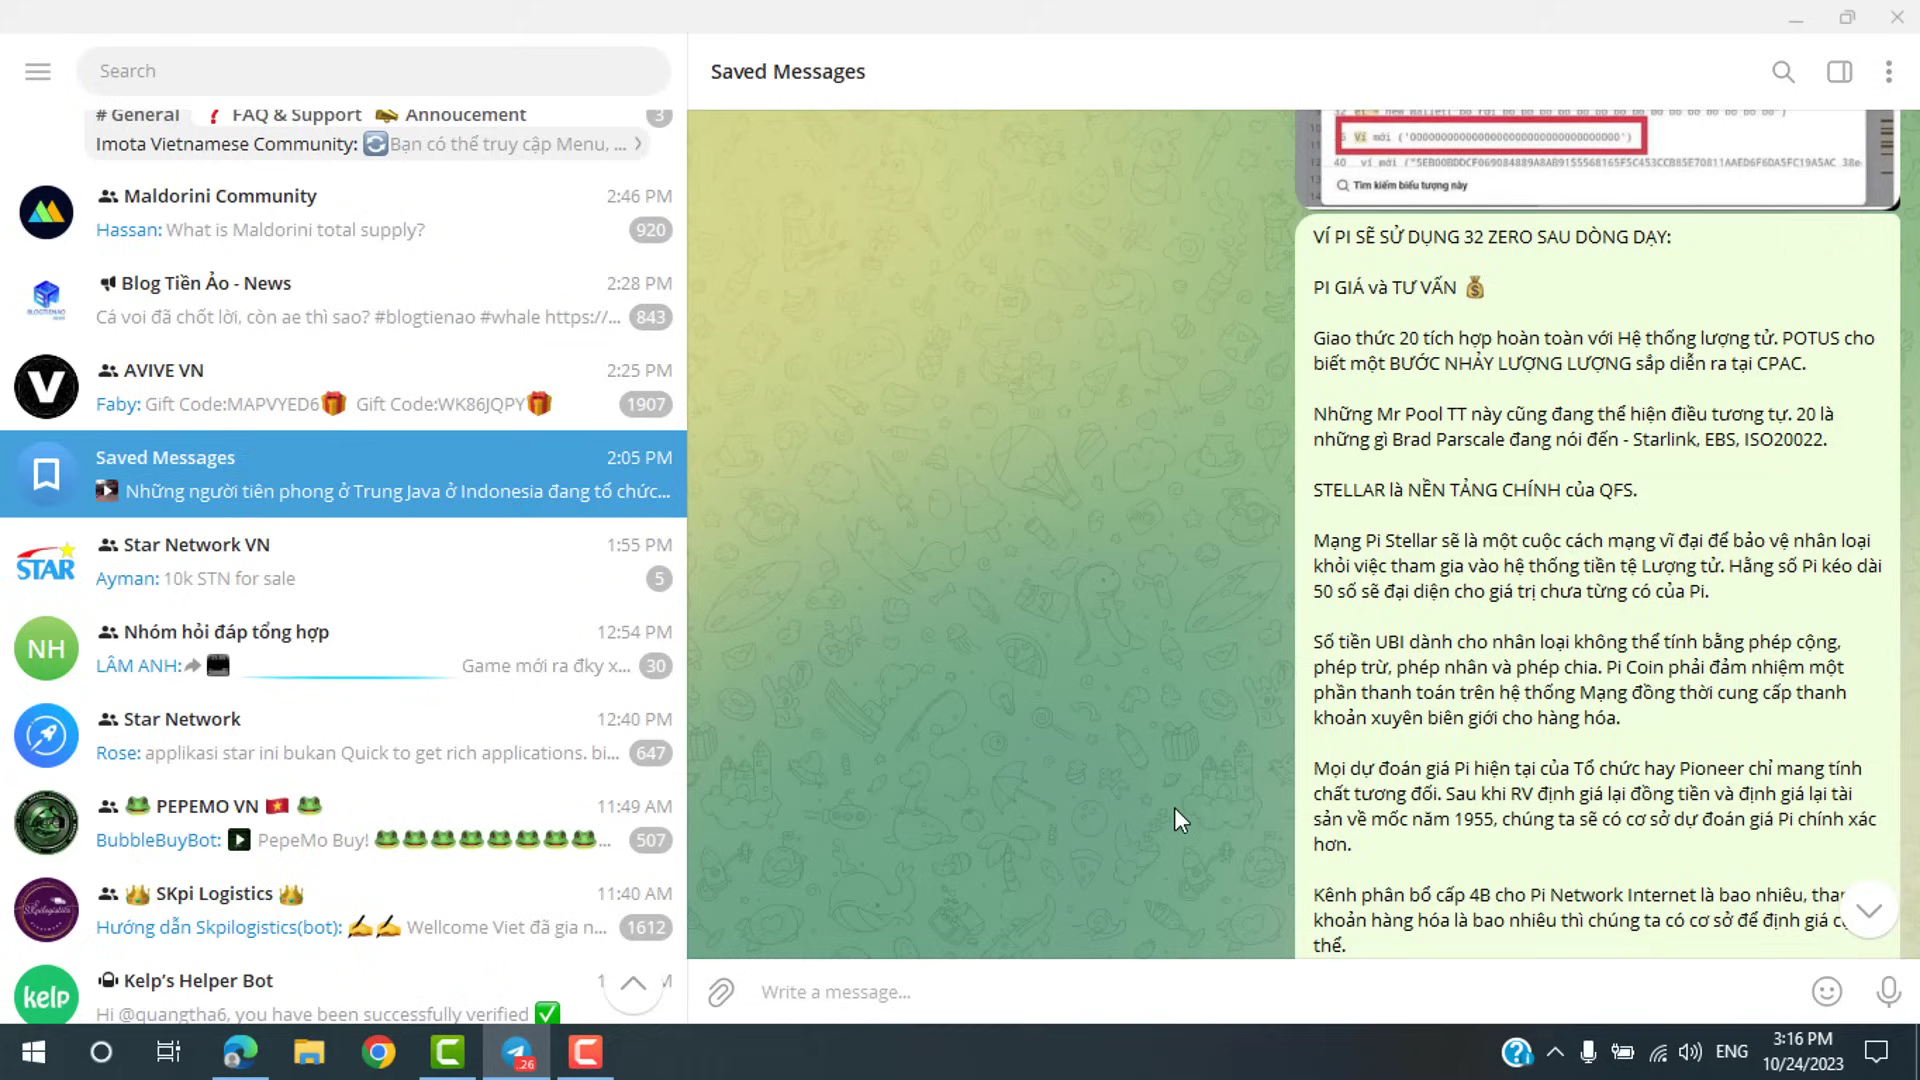 Search
Saved Messages
# General ❗ FAQ & Support Annoucement 3
Imota Vietnamese Community: 🔄Bạn có thể truy cập Menu, ...
Maldorini Community 2:46 PM
Hassan: What is Maldorini total supply? 920
Blog Tiền Ảo - News 2:28 PM
Cá voi đã chốt lời, còn ae thì sao? #blogtienao #whale https://... 843
BLOGTIENAO
AVIVE VN 2:25 PM
Faby: Gift Code:MAPVYED6🎁 Gift Code:WK86JQPY🎁 1907
Saved Messages 2:05 PM
Những người tiên phong ở Trung Java ở Indonesia đang tổ chức...
STAR
Star Network VN 1:55 PM
Ayman: 10k STN for sale 5
NH
Nhóm hỏi đáp tổng hợp 12:54 PM
LÂM ANH: Game mới ra đky x... 30
Star Network 12:40 PM
Rose: applikasi star ini bukan Quick to get rich applications. bi... 647
🐸 PEPEMO VN 🇻🇳 🐸 11:49 AM
BubbleBuyBot: PepeMo Buy! 🐸🐸🐸🐸🐸🐸🐸🐸... 507
👑 SKpi Logistics 👑 11:40 AM
Hướng dẫn Skpilogistics(bot): ✍✍ Wellcome Viet đã gia n... 1612
kelp
Kelp's Helper Bot
Hi @quangtha6, you have been successfully verified ✅
Ví mới ('00000000000000000000000000000000')
Tìm kiếm biểu tượng này
VÍ PI SẼ SỬ DỤNG 32 ZERO SAU DÒNG DẠY:
PI GIÁ và TƯ VẤN 💰
Giao thức 20 tích hợp hoàn toàn với Hệ thống lượng tử. POTUS cho
biết một BƯỚC NHẢY LƯỢNG LƯỢNG sắp diễn ra tại CPAC.
Những Mr Pool TT này cũng đang thể hiện điều tương tự. 20 là
những gì Brad Parscale đang nói đến - Starlink, EBS, ISO20022.
STELLAR là NỀN TẢNG CHÍNH của QFS.
Mạng Pi Stellar sẽ là một cuộc cách mạng vĩ đại để bảo vệ nhân loại
khỏi việc tham gia vào hệ thống tiền tệ Lượng tử. Hằng số Pi kéo dài
50 số sẽ đại diện cho giá trị chưa từng có của Pi.
Số tiền UBI dành cho nhân loại không thể tính bằng phép cộng,
phép trừ, phép nhân và phép chia. Pi Coin phải đảm nhiệm một
phần thanh toán trên hệ thống Mạng đồng thời cung cấp thanh
khoản xuyên biên giới cho hàng hóa.
Mọi dự đoán giá Pi hiện tại của Tổ chức hay Pioneer chỉ mang tính
chất tương đối. Sau khi RV định giá lại đồng tiền và định giá lại tài
sản về mốc năm 1955, chúng ta sẽ có cơ sở dự đoán giá Pi chính xác
hơn.
Kênh phân bổ cấp 4B cho Pi Network Internet là bao nhiêu,
khoản hàng hóa là bao nhiêu thì chúng ta có cơ sở để định giá
thể.
Write a message...
.26
ENG
3:16 PM
10/24/2023